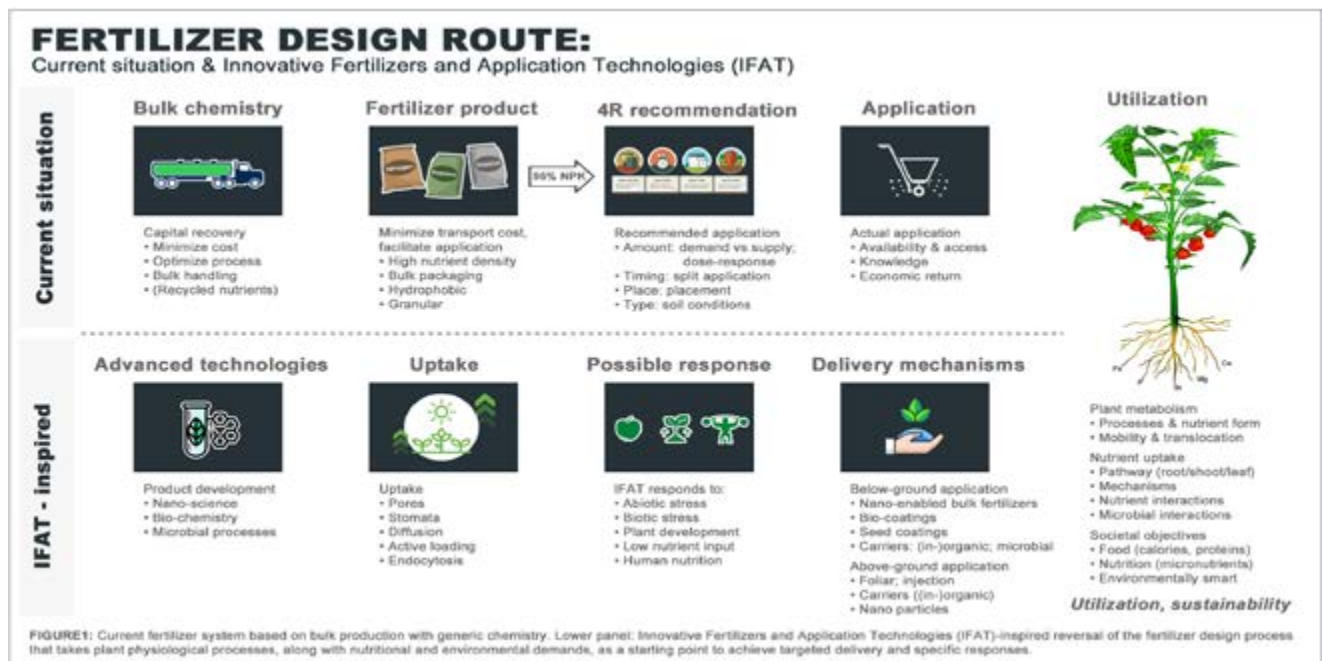 FERTILIZER DESIGN ROUTE:
Current situation & Innovative Fertilizers and Application Technologies (IFAT)
Current situation
Bulk chemistry
Capital recovery
• Minimize cost
• Optimize process
• Bulk handling
• (Recycled nutrients)
Fertilizer product
Minimize transport cost,
facilitate application
• High nutrient density
• Bulk packaging
• Hydrophobic
• Granular
NPK
4R recommendation
Recommended application
• Amount: demand vs supply;
dose-response
• Timing: split application
• Place: placement
• Type: soil conditions
Application
Actual application
• Availability & access
• Knowledge
• Economic return
IFAT - inspired
Advanced technologies
Product development
• Nano-science
• Bio-chemistry
• Microbial processes
Uptake
Uptake
• Pores
• Stomata
• Diffusion
• Active loading
• Endocytosis
Possible response
IFAT responds to:
• Abiotic stress
• Biotic stress
• Plant development
• Low nutrient input
• Human nutrition
Delivery mechanisms
Below-ground application
• Nano-enabled bulk fertilizers
• Bio-coatings
• Seed coatings
• Carriers: (in-)organic; microbial
Above-ground application
• Foliar; injection
• Carriers ((in-)organic)
• Nano particles
Utilization
Mg
Plant metabolism
• Processes & nutrient form
• Mobility & translocation
Nutrient uptake
• Pathway (root/shoot/leaf)
• Mechanisms
• Nutrient interactions
• Microbial interactions
Societal objectives
• Food (calories, proteins)
• Nutrition (micronutrients)
• Environmentally smart
Utilization, sustainability
FIGURE1: Current fertilizer system based on bulk production with generic chemistry. Lower panel: Innovative Fertilizers and Application Technologies (IFAT)-inspired reversal of the fertilizer design process
that takes plant physiological processes, along with nutritional and environmental demands, as a starting point to achieve targeted delivery and specific responses.